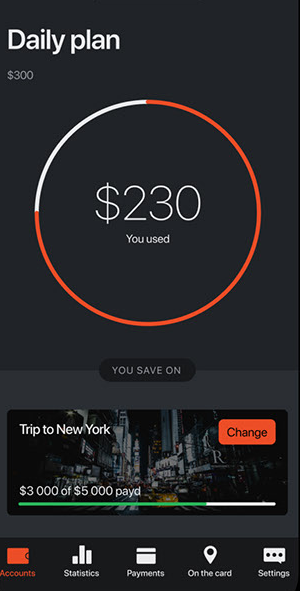 Daily plan
$300
$230
You used
YOU SAVE ON
Trip to New York
Change
$3 000 of $5 000 payd
Accounts
Statistics
Payments
On the card
Settings